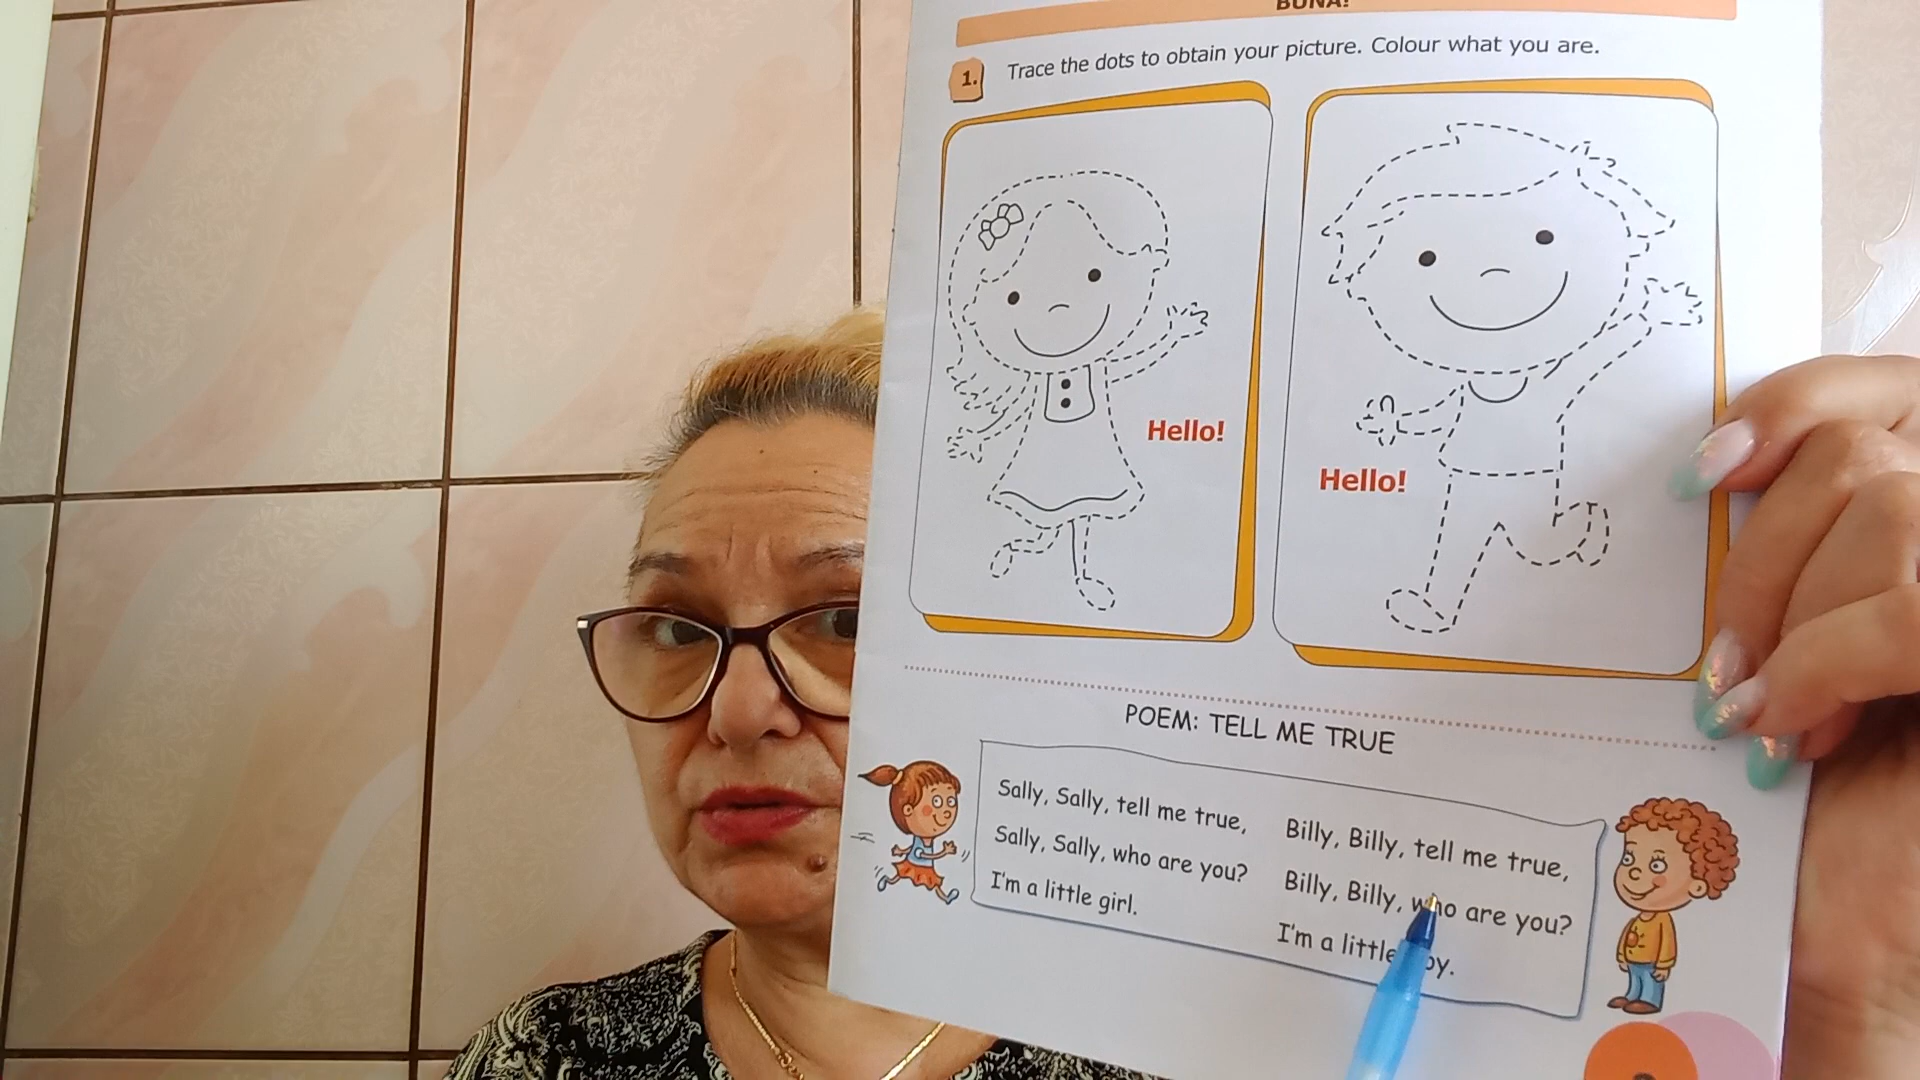 BUNĂ!
1. Trace the dots to obtain your picture. Colour what you are.
Hello!
Hello!
POEM: TELL ME TRUE
Sally, Sally, tell me true,
Sally, Sally, who are you?
I'm a little girl.
Billy, Billy, tell me true,
Billy, Billy, who are you?
I'm a little